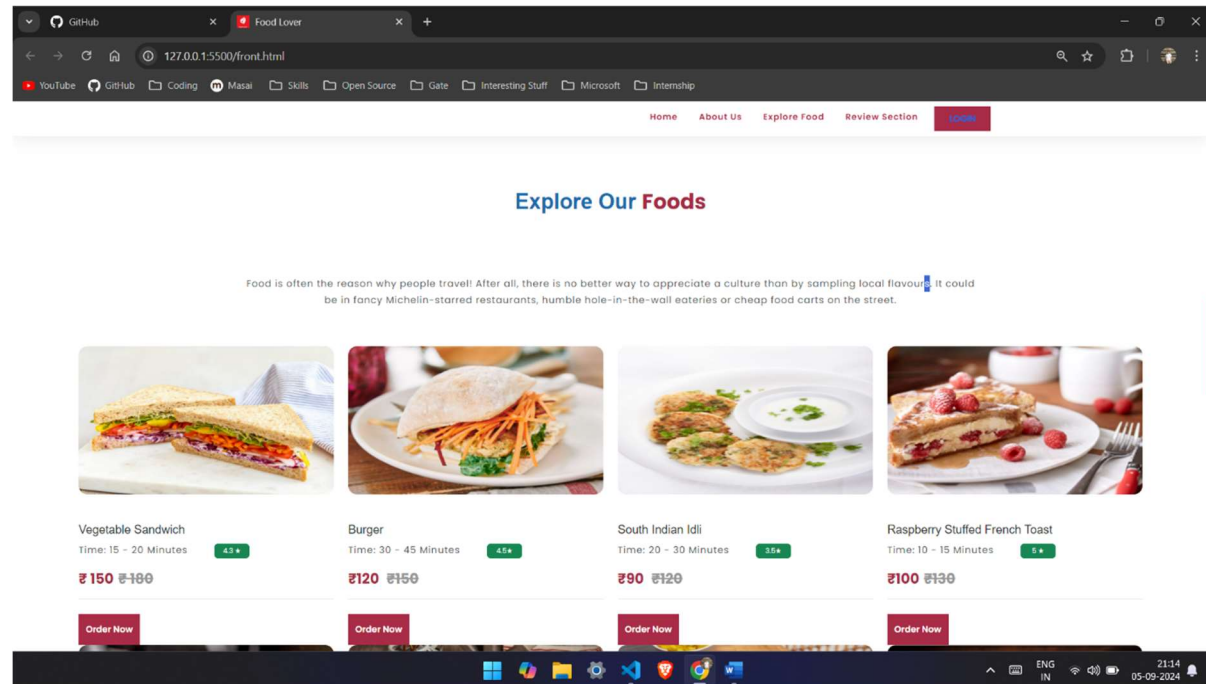 GitHub
Food Lover
127.0.0.1:5500/front.html
YouTube GitHub Coding Masai Skills Open Source Gate Interesting Stuff Microsoft Internship
Home About Us Explore Food Review Section LOGIN
Explore Our Foods
Food is often the reason why people travel! After all, there is no better way to appreciate a culture than by sampling local flavours. It could
be in fancy Michelin-starred restaurants, humble hole-in-the-wall eateries or cheap food carts on the street.
Vegetable Sandwich
Time: 15 - 20 Minutes 4.3 ★
₹ 150 ₹ 180
Order Now
Burger
Time: 30 - 45 Minutes 4.5★
₹120 ₹150
Order Now
South Indian Idli
Time: 20 - 30 Minutes 3.5★
₹90 ₹120
Order Now
Raspberry Stuffed French Toast
Time: 10 - 15 Minutes 5 ★
₹100 ₹130
Order Now
ENG
IN
21:14
05-09-2024